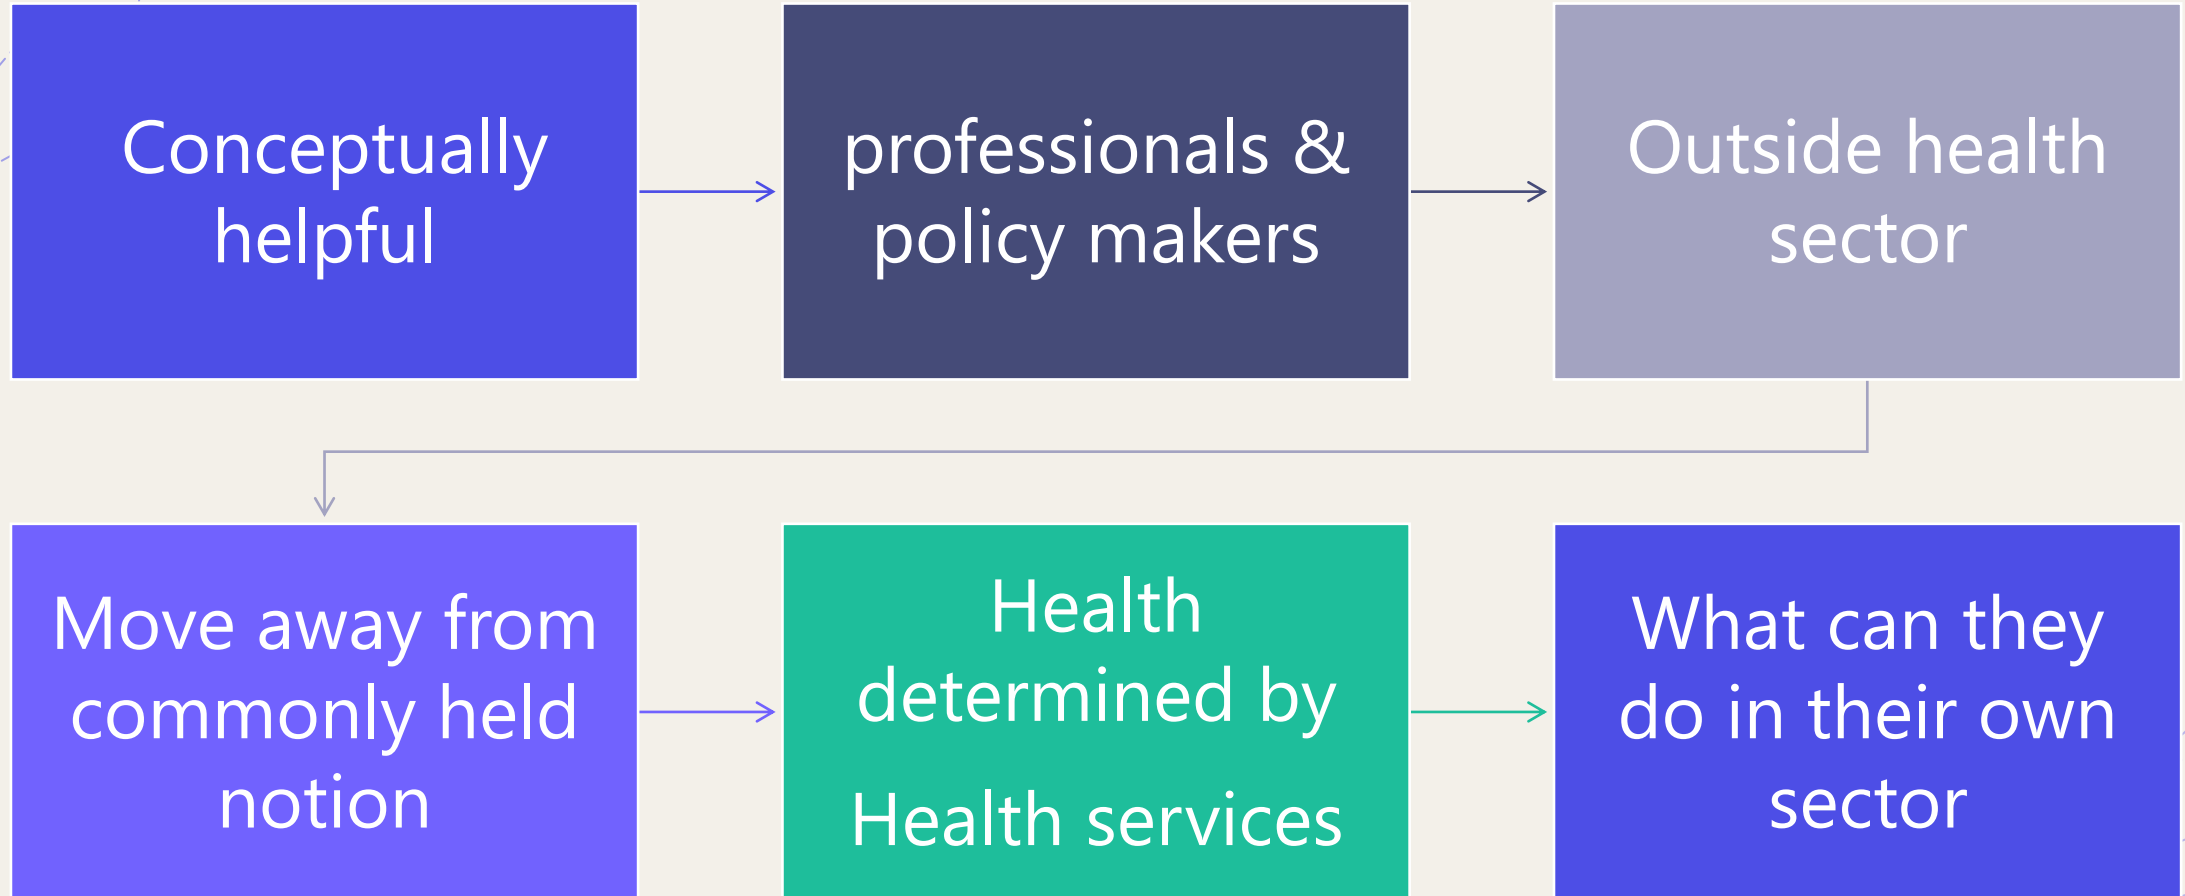 Conceptually
helpful
professionals &
policy makers
Outside health
sector
Move away from
commonly held
notion
Health
determined by
Health services
What can they
do in their own
sector